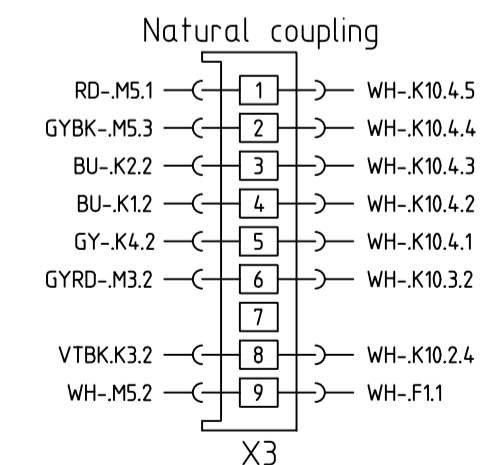 Natural coupling
RD-.M5.1 1 WH-.K10.4.5
GYBK-.M5.3 2 WH-.K10.4.4
BU-.K2.2 3 WH-.K10.4.3
BU-.K1.2 4 WH-.K10.4.2
GY-.K4.2 5 WH-.K10.4.1
GYRD-.M3.2 6 WH-.K10.3.2
7
VTBK.K3.2 8 WH-.K10.2.4
WH-.M5.2 9 WH-.F1.1
X3